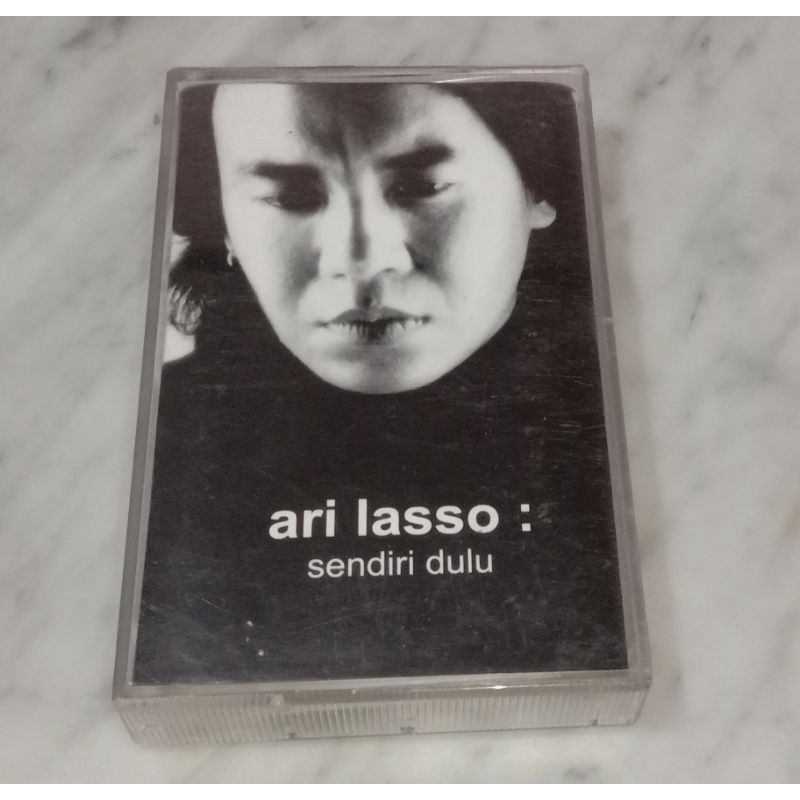 ari lasso :
sendiri dulu